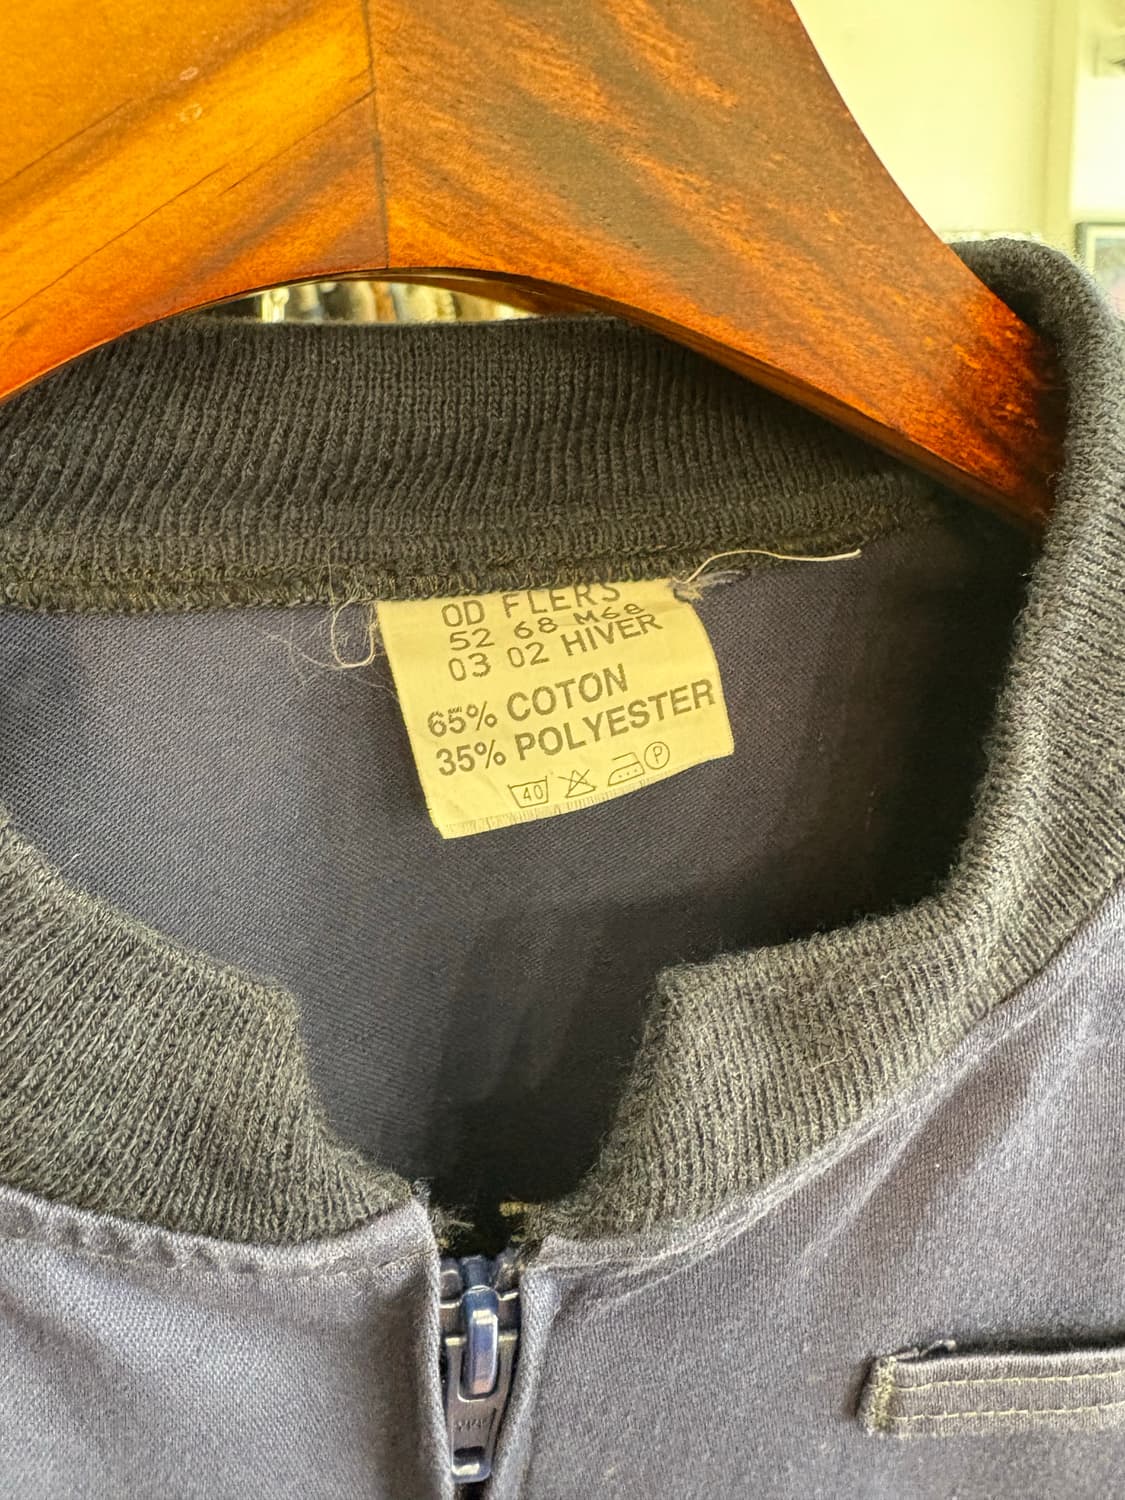 OD FLERS
52 68 M68
03 02 HIVER
65% COTON
35% POLYESTER
40 P